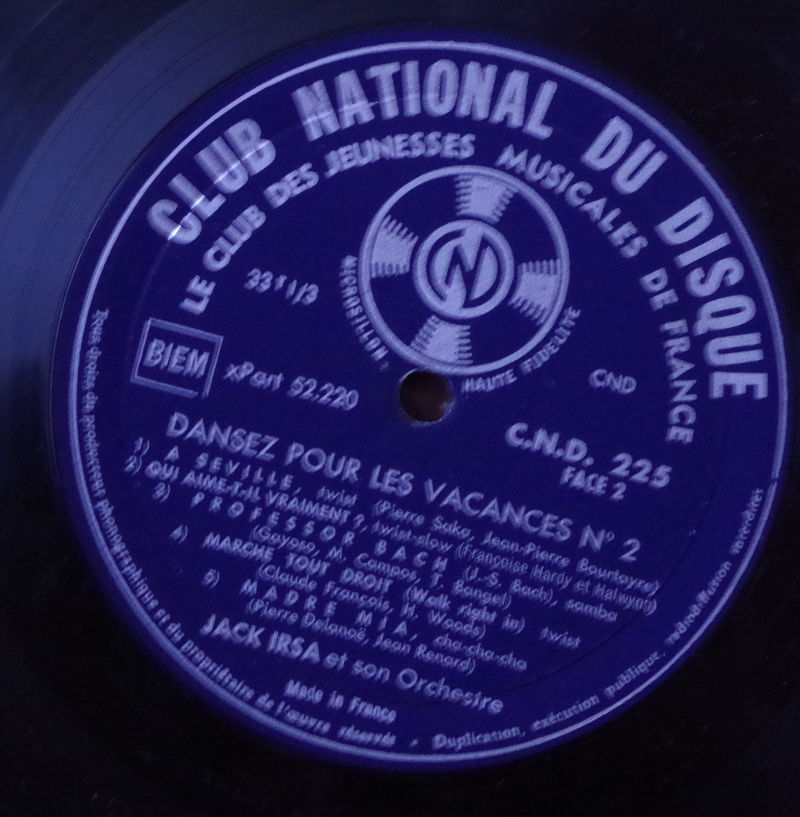 CLUB NATIONAL DU DISQUE
LE CLUB DES JEUNESSES MUSICALES DE FRANCE
MICROSILLON - HAUTE FIDELITE
33 T 1/3
BIEM
xPart 52.220
CND
C.N.D. 225
FACE 2
DANSEZ POUR LES VACANCES N° 2
1) A SEVILLE, twist (Pierre Saka, Jean-Pierre Bourtayre)
2) QUI AIME-T-IL VRAIMENT ?, twist-slow (Françoise Hardy et Halwyn's)
3) PROFESSOR BACH (J.-S. Bach), samba
(Gayoso, M. Campos, T. Rangel)
4) MARCHE TOUT DROIT (Walk right in) twist
(Claude François, H. Woods)
5) MADRE MIA, cha-cha-cha
(Pierre Delanoë, Jean Renard)
JACK IRSA et son Orchestre
Made in France
Tous droits du producteur phonographique et du propriétaire de l'œuvre réservés . Duplication, exécution publique, radiodiffusion interdites